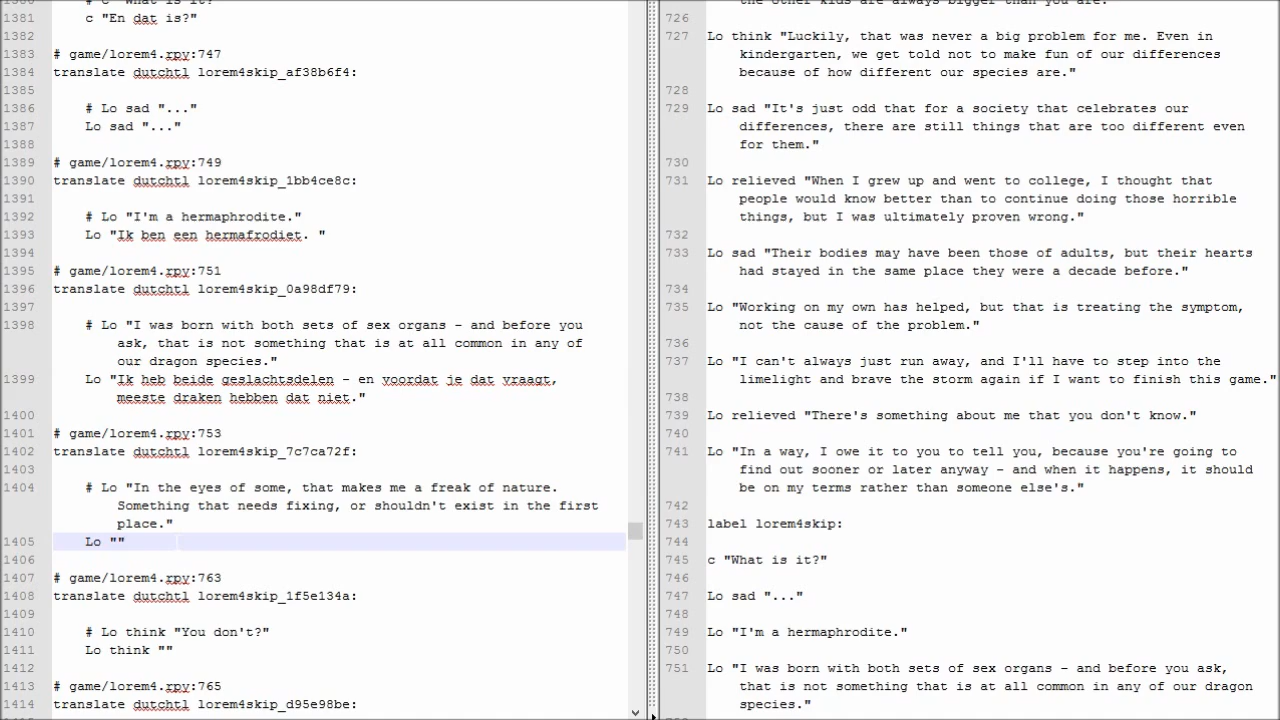 1380 # c "What is it?"
1381 c "En dat is?"
1382
1383 # game/lorem4.rpy:747
1384 translate dutchtl lorem4skip_af38b6f4:
1385
1386 # Lo sad "..."
1387 Lo sad "..."
1388
1389 # game/lorem4.rpy:749
1390 translate dutchtl lorem4skip_1bb4ce8c:
1391
1392 # Lo "I'm a hermaphrodite."
1393 Lo "Ik ben een hermafrodiet. "
1394
1395 # game/lorem4.rpy:751
1396 translate dutchtl lorem4skip_0a98df79:
1397
1398 # Lo "I was born with both sets of sex organs - and before you
ask, that is not something that is at all common in any of
our dragon species."
1399 Lo "Ik heb beide geslachtsdelen - en voordat je dat vraagt,
meeste draken hebben dat niet."
1400
1401 # game/lorem4.rpy:753
1402 translate dutchtl lorem4skip_7c7ca72f:
1403
1404 # Lo "In the eyes of some, that makes me a freak of nature.
Something that needs fixing, or shouldn't exist in the first
place."
1405 Lo ""
1406
1407 # game/lorem4.rpy:763
1408 translate dutchtl lorem4skip_1f5e134a:
1409
1410 # Lo think "You don't?"
1411 Lo think ""
1412
1413 # game/lorem4.rpy:765
1414 translate dutchtl lorem4skip_d95e98be:
the other kids are always bigger than you are.
726
727 Lo think "Luckily, that was never a big problem for me. Even in
kindergarten, we get told not to make fun of our differences
because of how different our species are."
728
729 Lo sad "It's just odd that for a society that celebrates our
differences, there are still things that are too different even
for them."
730
731 Lo relieved "When I grew up and went to college, I thought that
people would know better than to continue doing those horrible
things, but I was ultimately proven wrong."
732
733 Lo sad "Their bodies may have been those of adults, but their hearts
had stayed in the same place they were a decade before."
734
735 Lo "Working on my own has helped, but that is treating the symptom,
not the cause of the problem."
736
737 Lo "I can't always just run away, and I'll have to step into the
limelight and brave the storm again if I want to finish this game."
738
739 Lo relieved "There's something about me that you don't know."
740
741 Lo "In a way, I owe it to you to tell you, because you're going to
find out sooner or later anyway - and when it happens, it should
be on my terms rather than someone else's."
742
743 label lorem4skip:
744
745 c "What is it?"
746
747 Lo sad "..."
748
749 Lo "I'm a hermaphrodite."
750
751 Lo "I was born with both sets of sex organs - and before you ask,
that is not something that is at all common in any of our dragon
species."